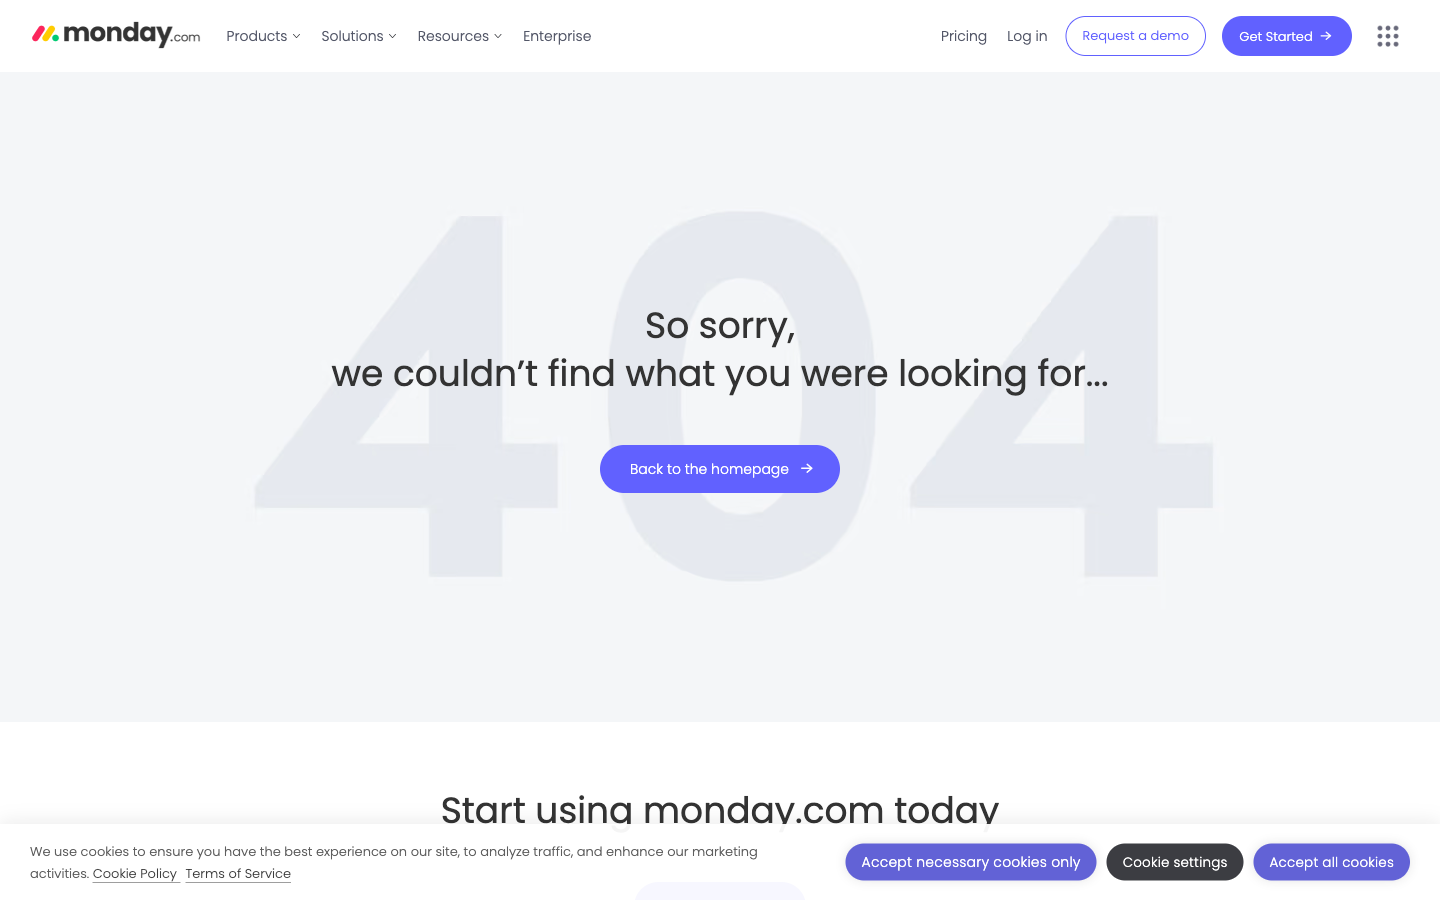 monday.com
Products
Solutions
Resources
Enterprise
Pricing
Log in
Request a demo
Get Started
404
So sorry,
we couldn’t find what you were looking for...
Back to the homepage
Start using monday.com today
We use cookies to ensure you have the best experience on our site, to analyze traffic, and enhance our marketing
activities. Cookie Policy Terms of Service
Accept necessary cookies only
Cookie settings
Accept all cookies